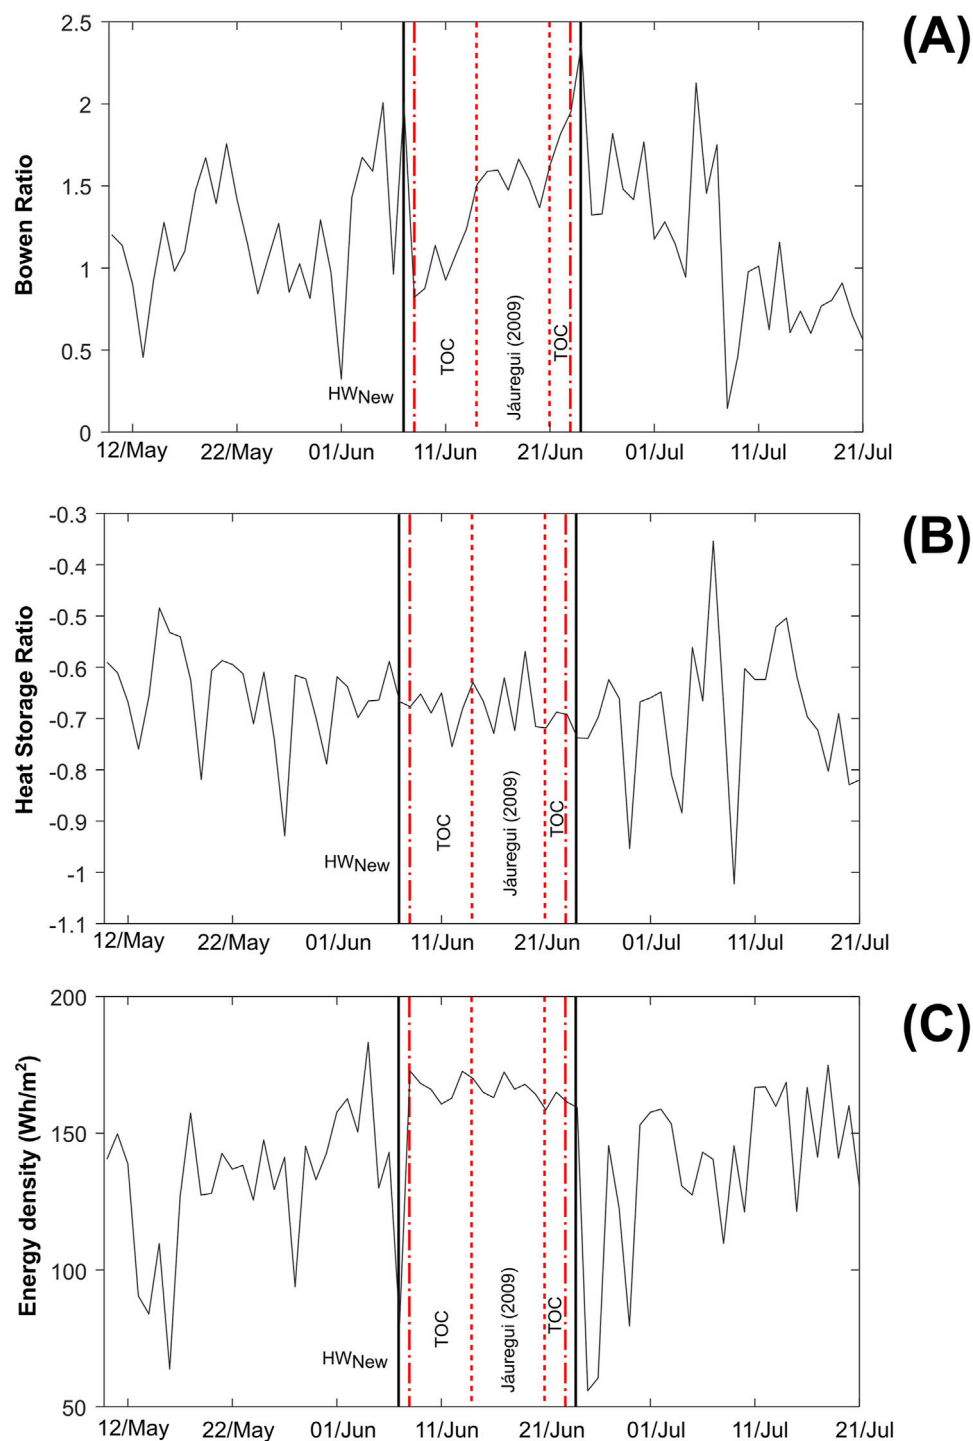 (A)
Bowen Ratio
2.5
2
1.5
1
0.5
0
HWNew
TOC
Jáuregui (2009)
TOC
12/May 22/May 01/Jun 11/Jun 21/Jun 01/Jul 11/Jul 21/Jul
(B)
Heat Storage Ratio
-0.3
-0.4
-0.5
-0.6
-0.7
-0.8
-0.9
-1
-1.1
HWNew
TOC
Jáuregui (2009)
TOC
12/May 22/May 01/Jun 11/Jun 21/Jun 01/Jul 11/Jul 21/Jul
(C)
Energy density (Wh/m²)
200
150
100
50
HWNew
TOC
Jáuregui (2009)
TOC
12/May 22/May 01/Jun 11/Jun 21/Jun 01/Jul 11/Jul 21/Jul